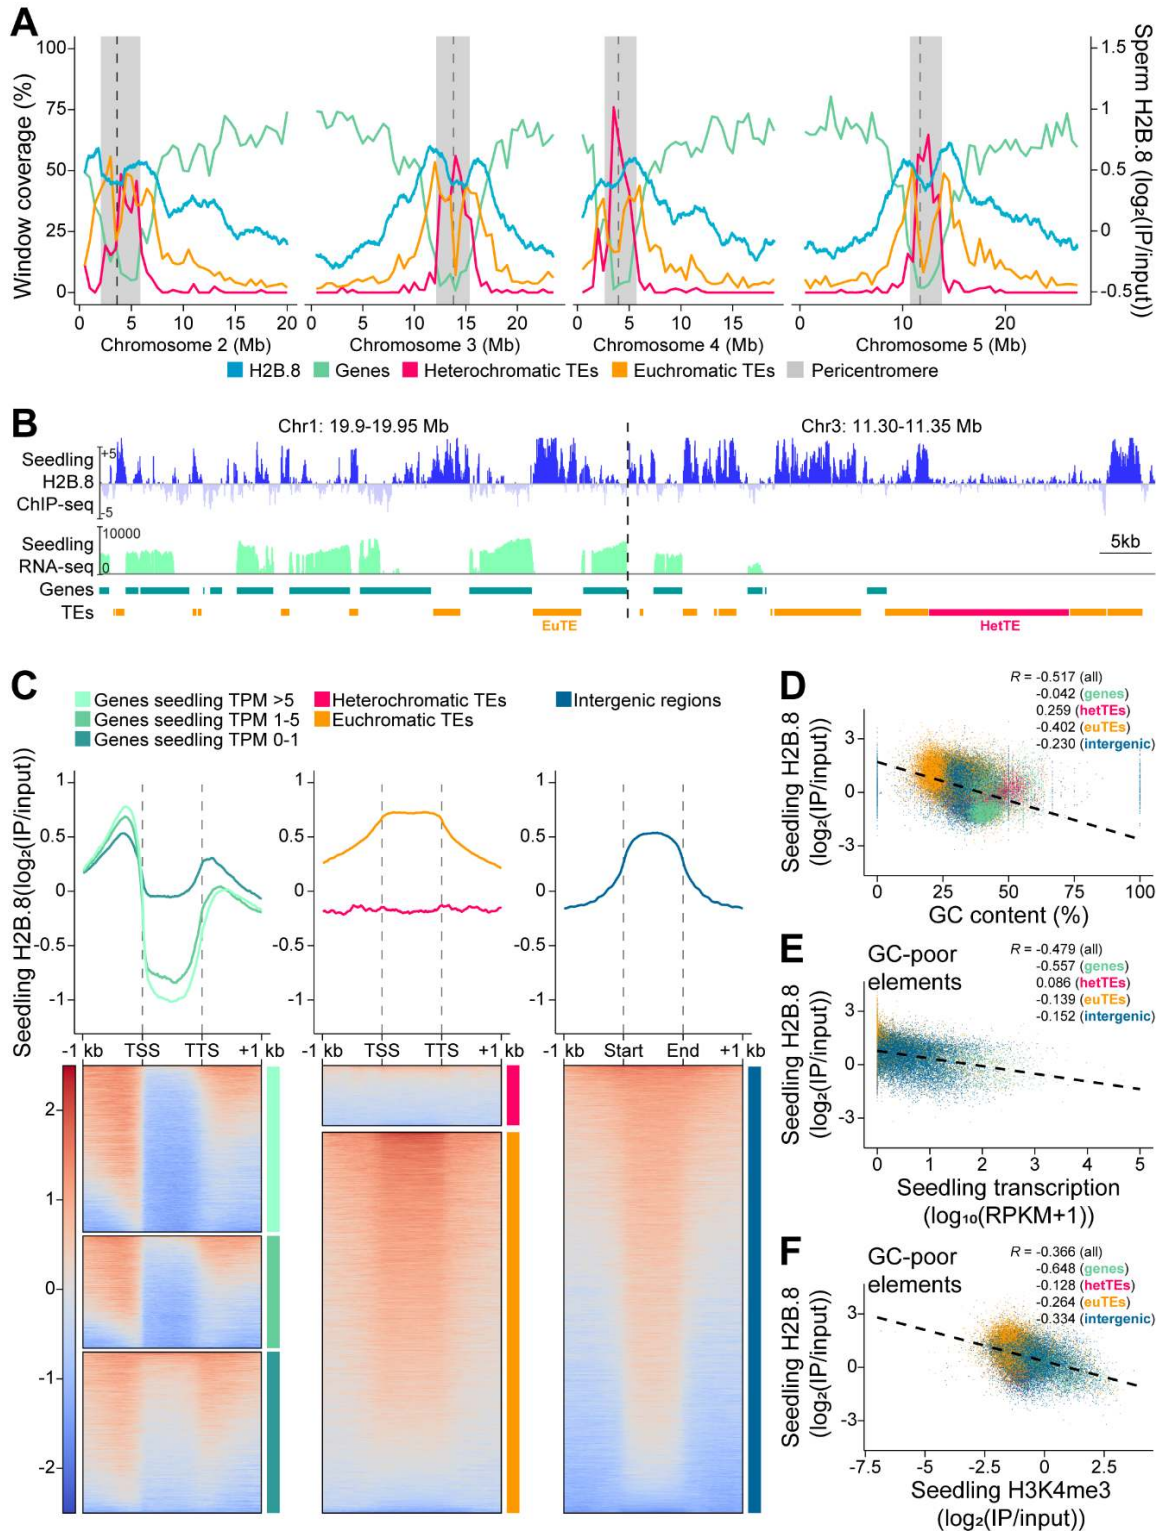 A
Window coverage (%)
100
75
50
25
0
Sperm H2B.8 (log₂(IP/input))
1.5
1
0.5
0
-0.5
0 5 10 15 20
0 5 10 15 20
0 5 10 15
0 10 20
Chromosome 2 (Mb)
Chromosome 3 (Mb)
Chromosome 4 (Mb)
Chromosome 5 (Mb)
H2B.8 Genes Heterochromatic TEs Euchromatic TEs Pericentromere
B
Chr1: 19.9-19.95 Mb
Chr3: 11.30-11.35 Mb
Seedling
H2B.8
ChIP-seq
+5
-5
Seedling
RNA-seq
10000
0
5kb
Genes
TEs
EuTE
HetTE
C
Genes seedling TPM >5
Genes seedling TPM 1-5
Genes seedling TPM 0-1
Heterochromatic TEs
Euchromatic TEs
Intergenic regions
Seedling H2B.8(log₂(IP/input))
1
0.5
0
-0.5
-1
1
0.5
0
-0.5
-1
1
0.5
0
-0.5
-1
-1 kb TSS TTS +1 kb
TSS TTS +1 kb
-1 kb Start End +1 kb
2
1
0
-1
-2
D
R = -0.517 (all)
-0.042 (genes)
0.259 (hetTEs)
-0.402 (euTEs)
-0.230 (intergenic)
Seedling H2B.8
(log₂(IP/input))
3
0
-3
0 25 50 75 100
GC content (%)
E
GC-poor
elements
R = -0.479 (all)
-0.557 (genes)
0.086 (hetTEs)
-0.139 (euTEs)
-0.152 (intergenic)
Seedling H2B.8
(log₂(IP/input))
3
0
-3
0 1 2 3 4 5
Seedling transcription
(log₁₀(RPKM+1))
F
GC-poor
elements
R = -0.366 (all)
-0.648 (genes)
-0.128 (hetTEs)
-0.264 (euTEs)
-0.334 (intergenic)
Seedling H2B.8
(log₂(IP/input))
3
0
-3
-7.5 -5 -2.5 0 2.5
Seedling H3K4me3
(log₂(IP/input))